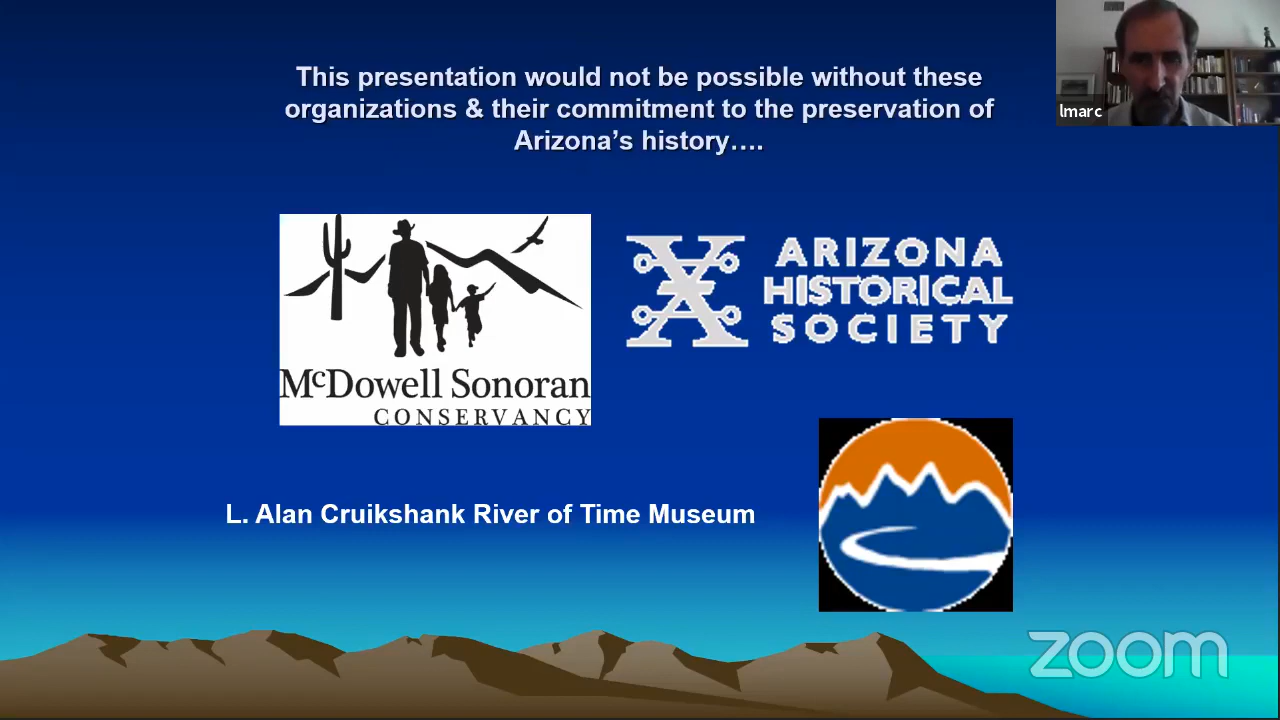 This presentation would not be possible without these
organizations & their commitment to the preservation of
Arizona’s history….
lmarc
McDowell Sonoran
CONSERVANCY
ARIZONA
HISTORICAL
SOCIETY
L. Alan Cruikshank River of Time Museum
zoom